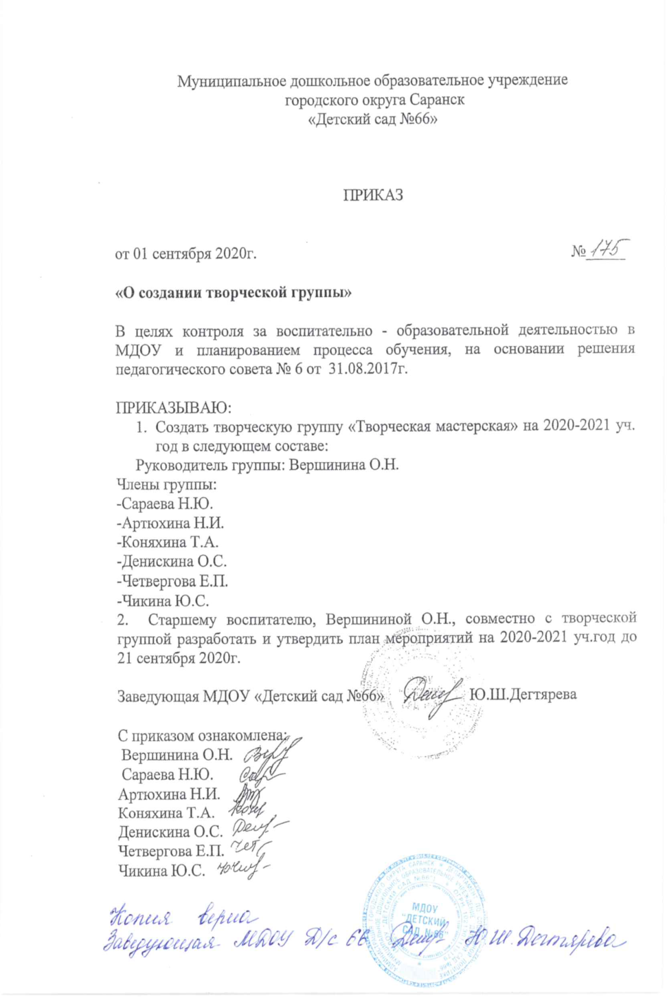 Муниципальное дошкольное образовательное учреждение
городского округа Саранск
«Детский сад №66»
ПРИКАЗ
от 01 сентября 2020г. № 175
«О создании творческой группы»
В целях контроля за воспитательно - образовательной деятельностью в
МДОУ и планированием процесса обучения, на основании решения
педагогического совета № 6 от 31.08.2017г.
ПРИКАЗЫВАЮ:
1. Создать творческую группу «Творческая мастерская» на 2020-2021 уч.
год в следующем составе:
Руководитель группы: Вершинина О.Н.
Члены группы:
-Сараева Н.Ю.
-Артюхина Н.И.
-Коняхина Т.А.
-Денискина О.С.
-Четвергова Е.П.
-Чикина Ю.С.
2. Старшему воспитателю, Вершининой О.Н., совместно с творческой
группой разработать и утвердить план мероприятий на 2020-2021 уч.год до
21 сентября 2020г.
Заведующая МДОУ «Детский сад №66» Ю.Ш.Дегтярева
С приказом ознакомлена:
Вершинина О.Н.
Сараева Н.Ю.
Артюхина Н.И.
Коняхина Т.А.
Денискина О.С.
Четвергова Е.П.
Чикина Ю.С.
МДОУ
"ДЕТСКИЙ
САД №66"
Копия верна
Заведующая МДОУ Д/с 66 Ю.Ш.Дегтярева